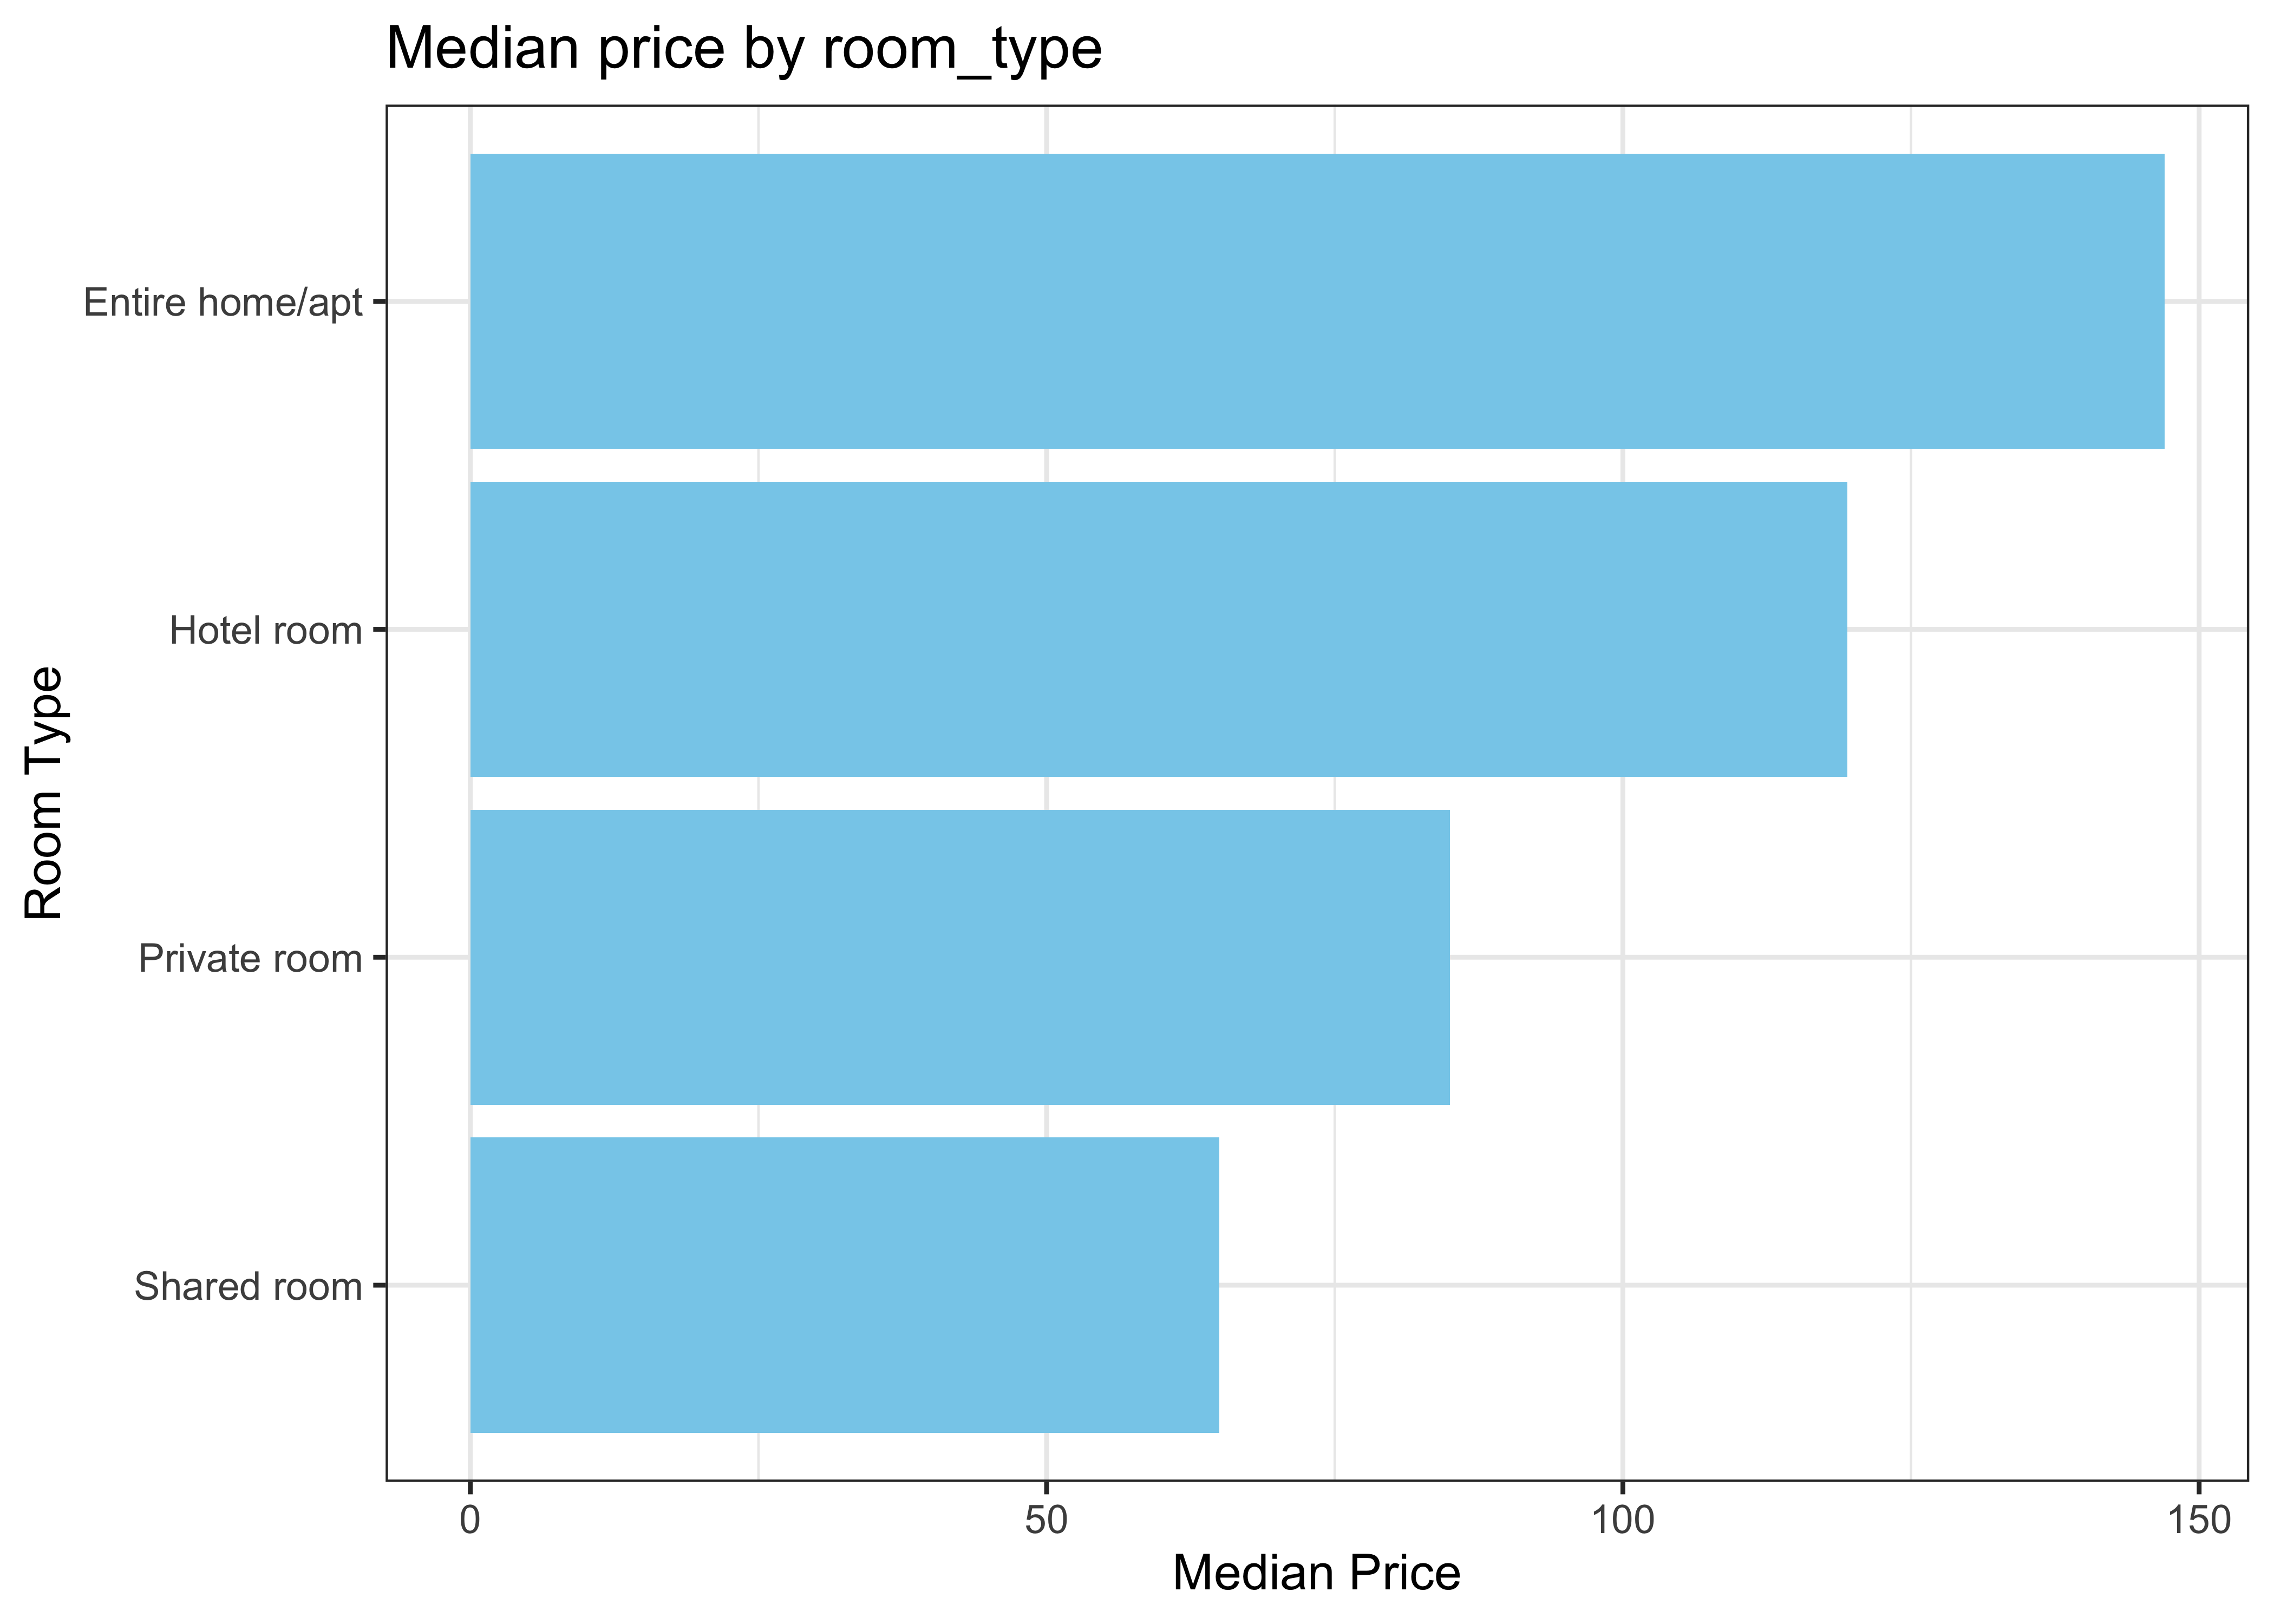 Median price by room_type
Room Type
Entire home/apt
Hotel room
Private room
Shared room
0 50 100 150
Median Price